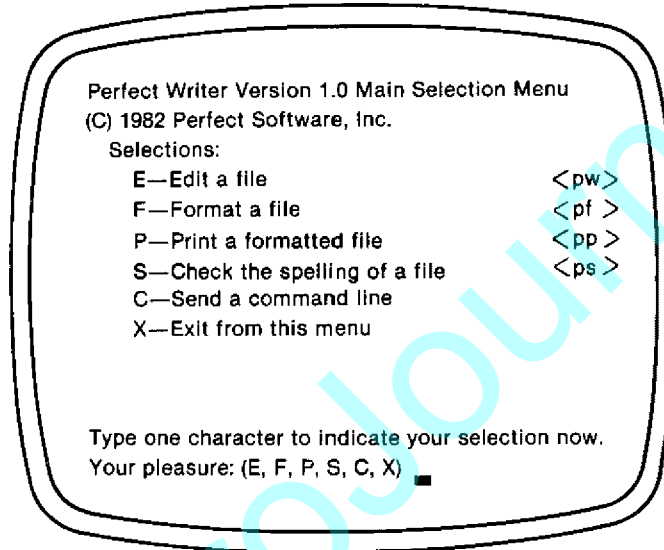 Perfect Writer Version 1.0 Main Selection Menu
(C) 1982 Perfect Software, Inc.
Selections:
E—Edit a file <pw>
F—Format a file <pf >
P—Print a formatted file <pp >
S—Check the spelling of a file <ps >
C—Send a command line
X—Exit from this menu
Type one character to indicate your selection now.
Your pleasure: (E, F, P, S, C, X)